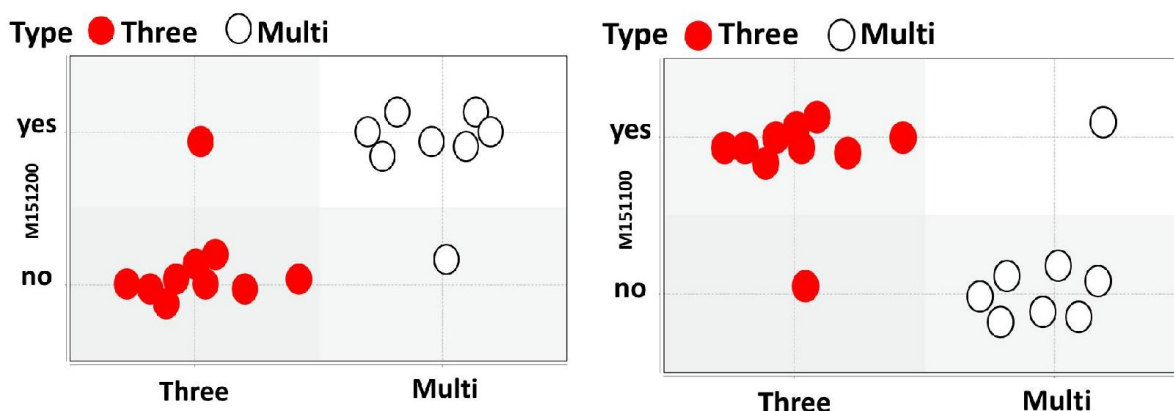 Type Three Multi
yes
M151200
no
Three Multi
Type Three Multi
yes
M151100
no
Three Multi